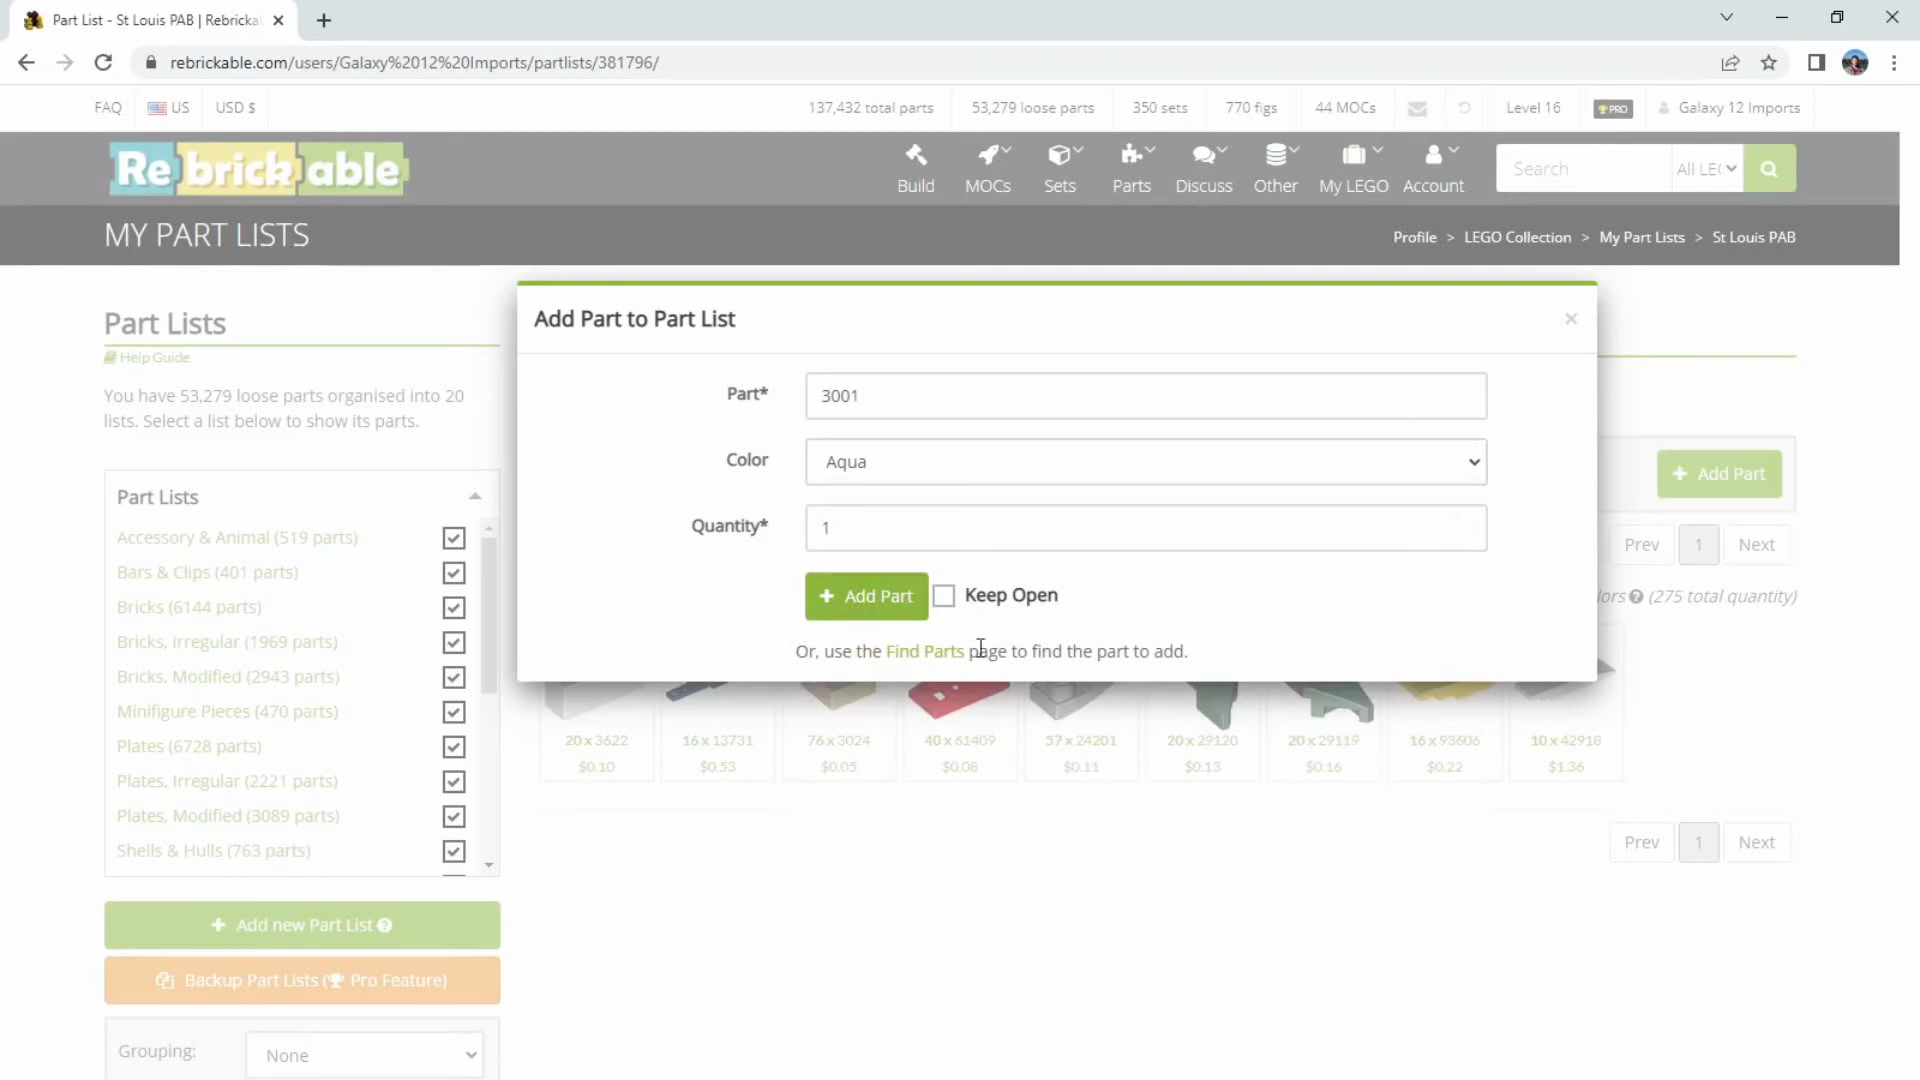 Part List - St Louis PAB | Rebricka
rebrickable.com/users/Galaxy%2012%20Imports/partlists/381796/
FAQ US USD $ 137,432 total parts 53,279 loose parts 350 sets 770 figs 44 MOCs Level 16 PRO Galaxy 12 Imports
Rebrickable Build MOCs Sets Parts Discuss Other My LEGO Account Search All LE
MY PART LISTS Profile > LEGO Collection > My Part Lists > St Louis PAB
Part Lists
Help Guide
You have 53,279 loose parts organised into 20
lists. Select a list below to show its parts.
Part Lists
Accessory & Animal (519 parts)
Bars & Clips (401 parts)
Bricks (6144 parts)
Bricks, Irregular (1969 parts)
Bricks, Modified (2943 parts)
Minifigure Pieces (470 parts)
Plates (6728 parts)
Plates, Irregular (2221 parts)
Plates, Modified (3089 parts)
Shells & Hulls (763 parts)
+ Add new Part List ?
Backup Part Lists ( Pro Feature)
Grouping: None
Add Part to Part List ×
Part* 3001
Color Aqua
Quantity* 1
+ Add Part Keep Open
Or, use the Find Parts page to find the part to add.
+ Add Part
Prev 1 Next
lors ? (275 total quantity)
20 x 3622 16 x 13731 76 x 3024 40 x 61409 57 x 24201 20 x 29120 20 x 29119 16 x 93606 10 x 42918
$0.10 $0.53 $0.05 $0.08 $0.11 $0.13 $0.16 $0.22 $1.36
Prev 1 Next